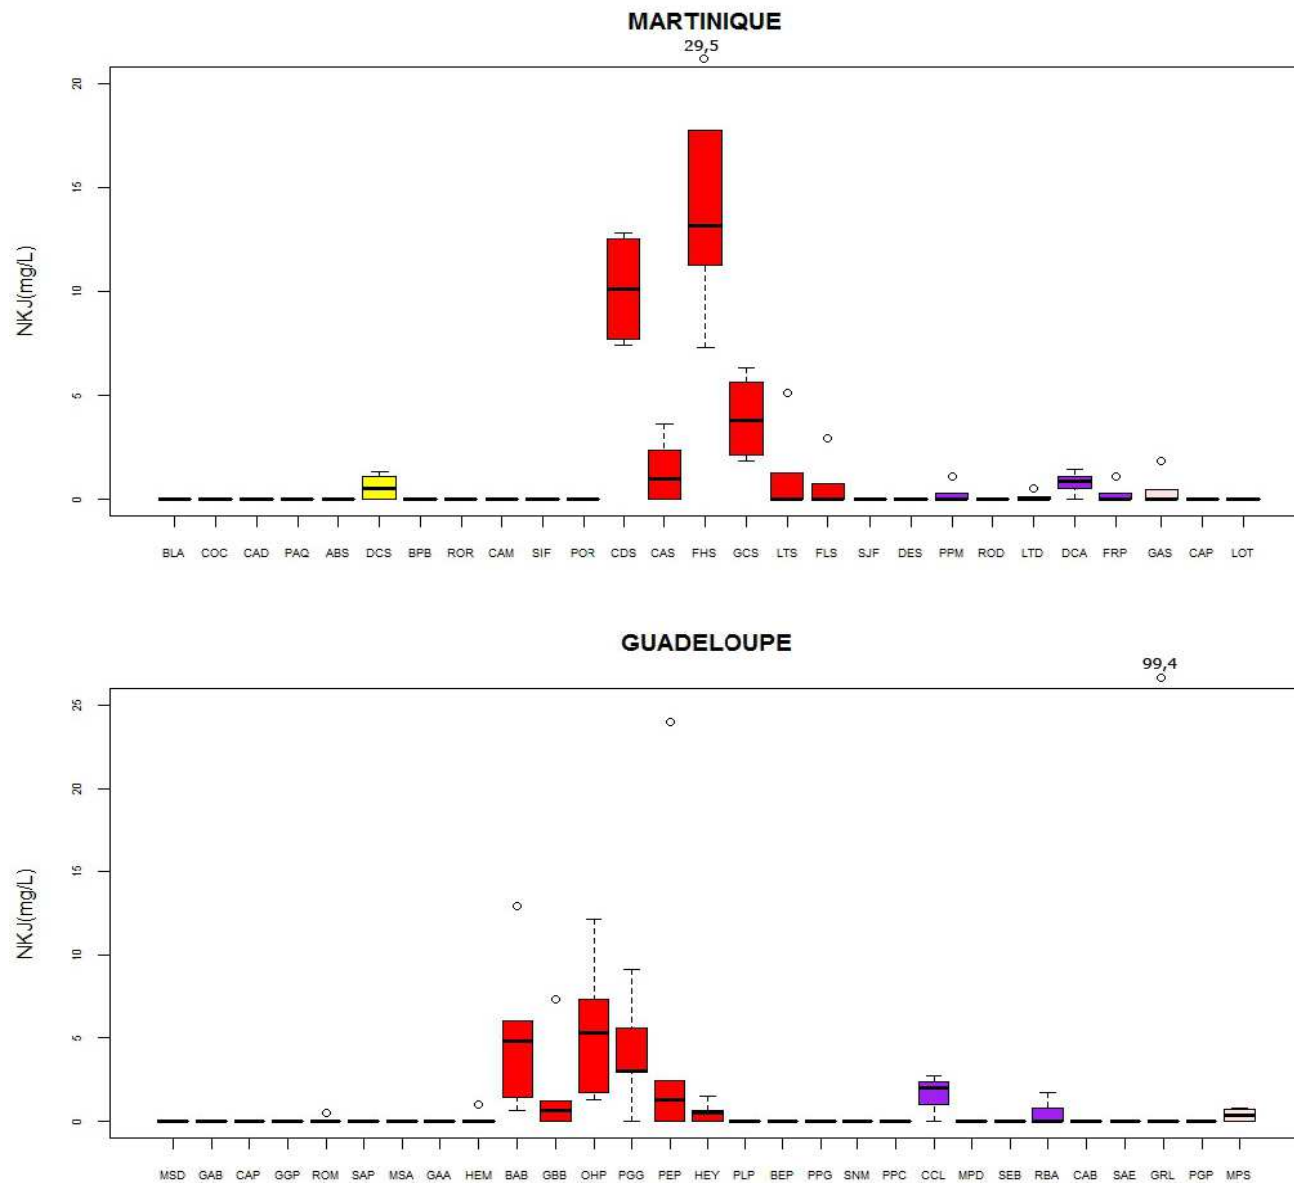 MARTINIQUE
29,5
20
15
10
5
0
NKJ(mg/L)
BLA COC CAD PAQ ABS DCS BPB ROR CAM SIF POR CDS CAS FHS GCS LTS FLS SJF DES PPM ROD LTD DCA FRP GAS CAP LOT
GUADELOUPE
99,4
25
20
15
10
5
0
NKJ(mg/L)
MSD GAB CAP GGP ROM SAP MSA GAA HEM BAB GBB OHP PGG PEP HEY PLP BEP PPG SNM PPC CCL MPD SEB RBA CAB SAE GRL PGP MPS